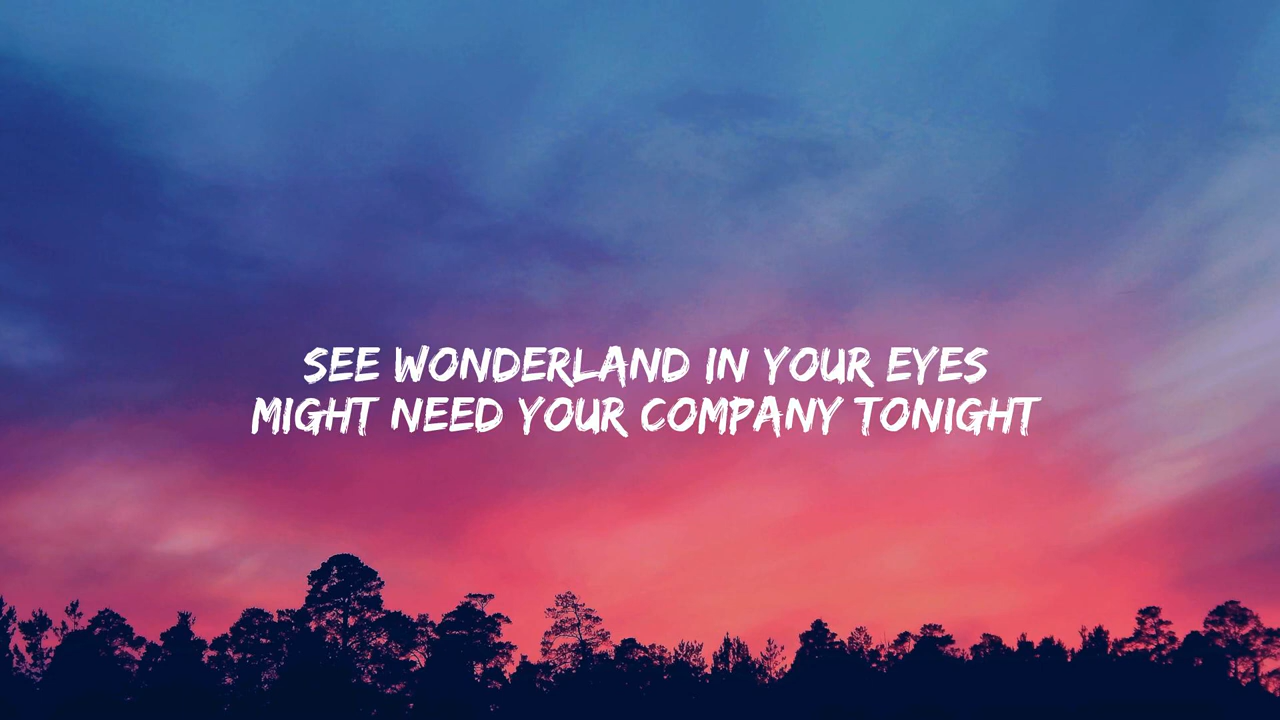 SEE WONDERLAND IN YOUR EYES
MIGHT NEED YOUR COMPANY TONIGHT